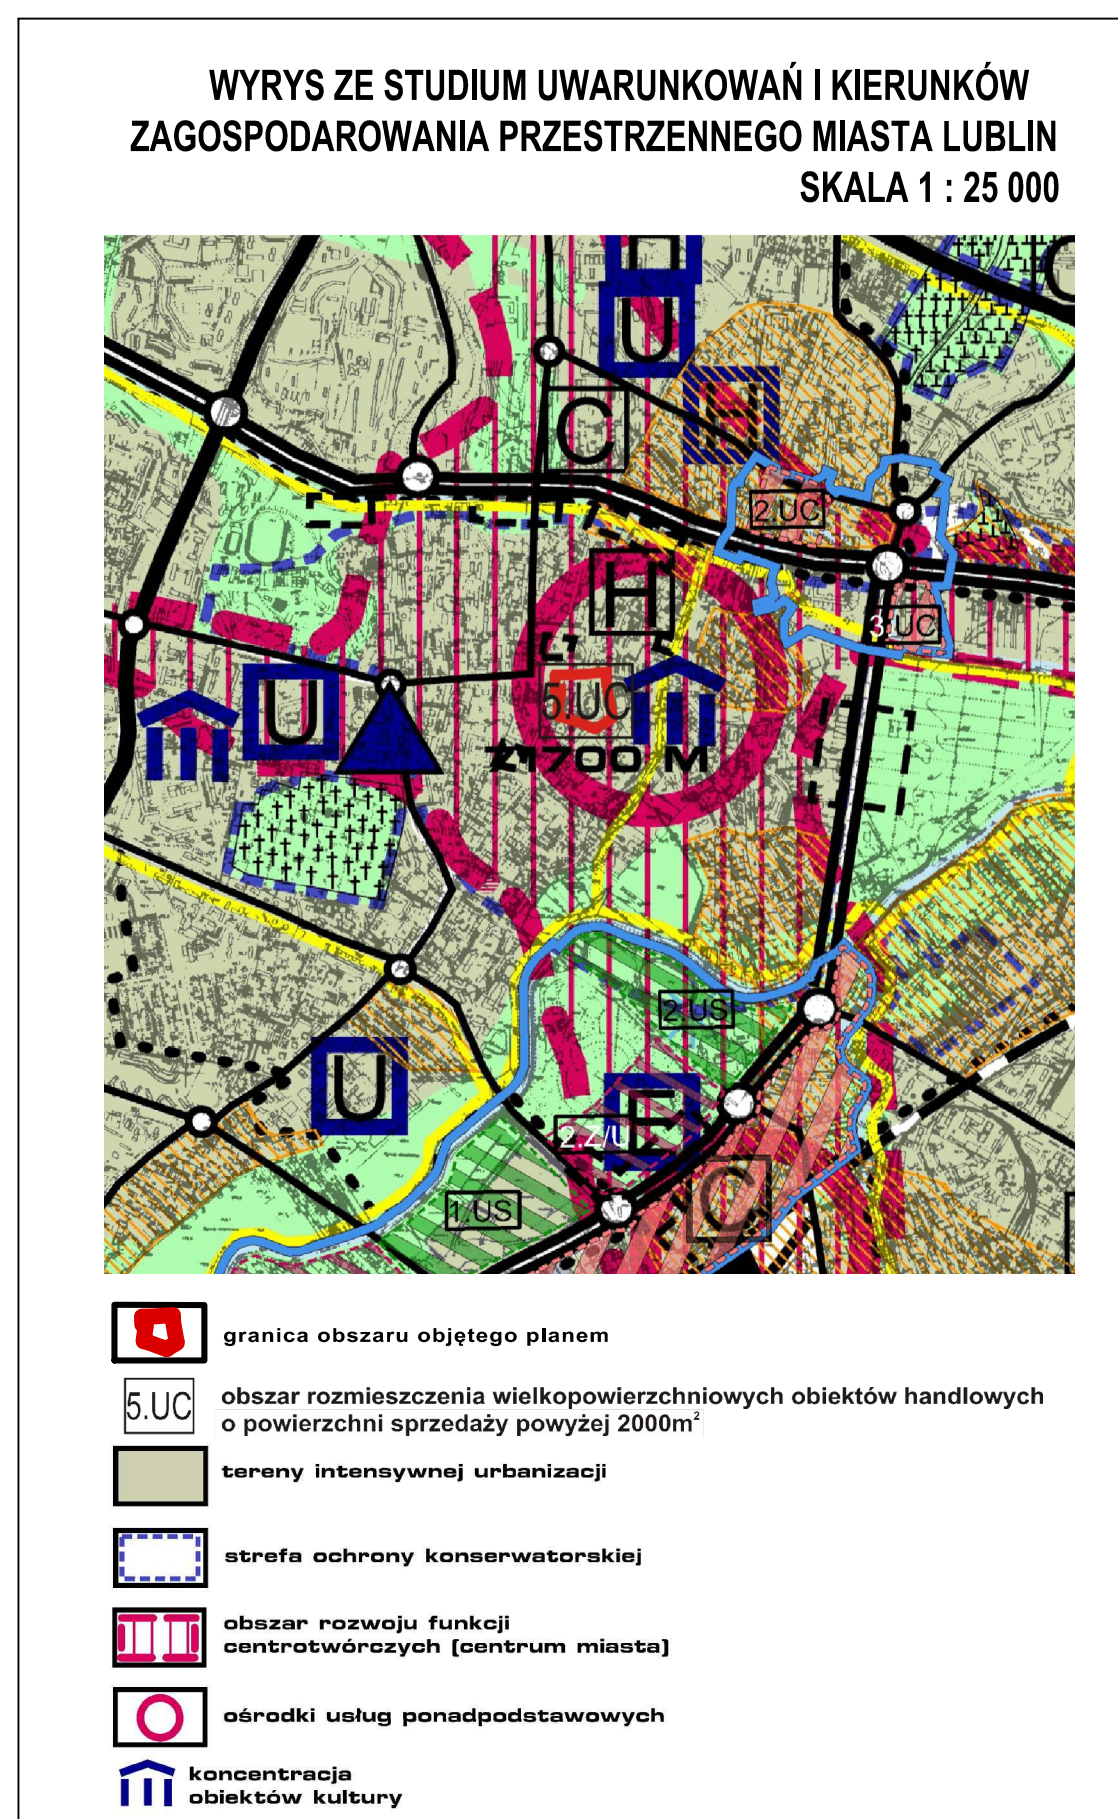 WYRYS ZE STUDIUM UWARUNKOWAŃ I KIERUNKÓW
ZAGOSPODAROWANIA PRZESTRZENNEGO MIASTA LUBLIN
SKALA 1 : 25 000
U
C
H
2.UC
H
3.UC
5.UC
U
1700 M
2.US
U
2.Z/U
E
C
1.US
granica obszaru objętego planem
5.UC
obszar rozmieszczenia wielkopowierzchniowych obiektów handlowych
o powierzchni sprzedaży powyżej 2000m²
tereny intensywnej urbanizacji
strefa ochrony konserwatorskiej
obszar rozwoju funkcji
centrotwórczych (centrum miasta)
ośrodki usług ponadpodstawowych
koncentracja
obiektów kultury